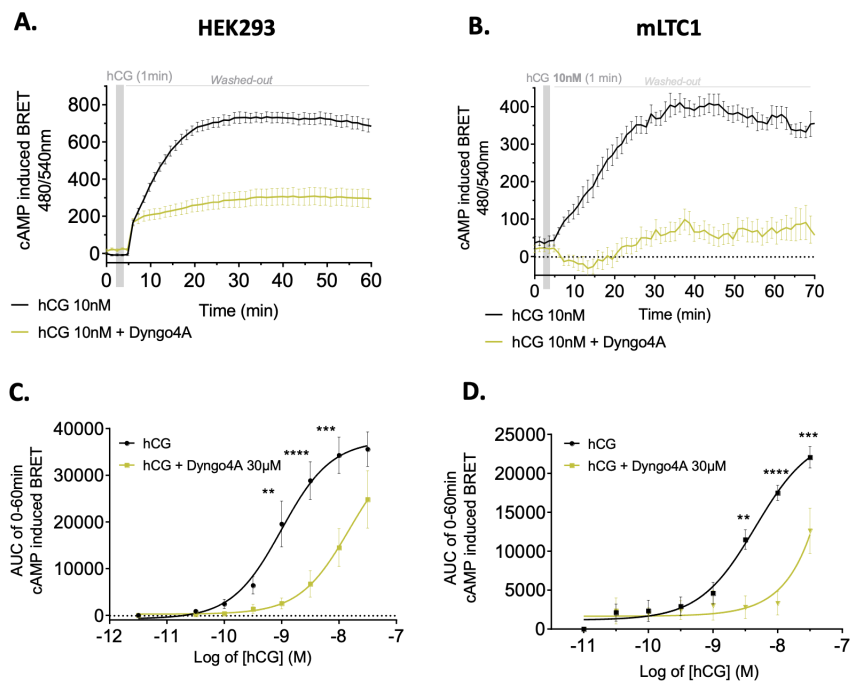 A.
HEK293
B.
mLTC1
hCG (1min)
Washed-out
cAMP induced BRET
480/540nm
800
600
400
200
0
0
10
20
30
40
50
60
Time (min)
hCG 10nM
hCG 10nM + Dyngo4A
hCG 10nM (1 min)
Washed-out
cAMP induced BRET
480/540nm
400
300
200
100
0
0
10
20
30
40
50
60
70
Time (min)
hCG 10nM
hCG 10nM + Dyngo4A
C.
AUC of 0-60min
cAMP induced BRET
40000
30000
20000
10000
0
hCG
hCG + Dyngo4A 30µM
**
****
***
-12
-11
-10
-9
-8
-7
Log of [hCG] (M)
D.
AUC of 0-60min
cAMP induced BRET
25000
20000
15000
10000
5000
0
hCG
hCG + Dyngo4A 30µM
**
****
***
-11
-10
-9
-8
-7
Log of [hCG] (M)